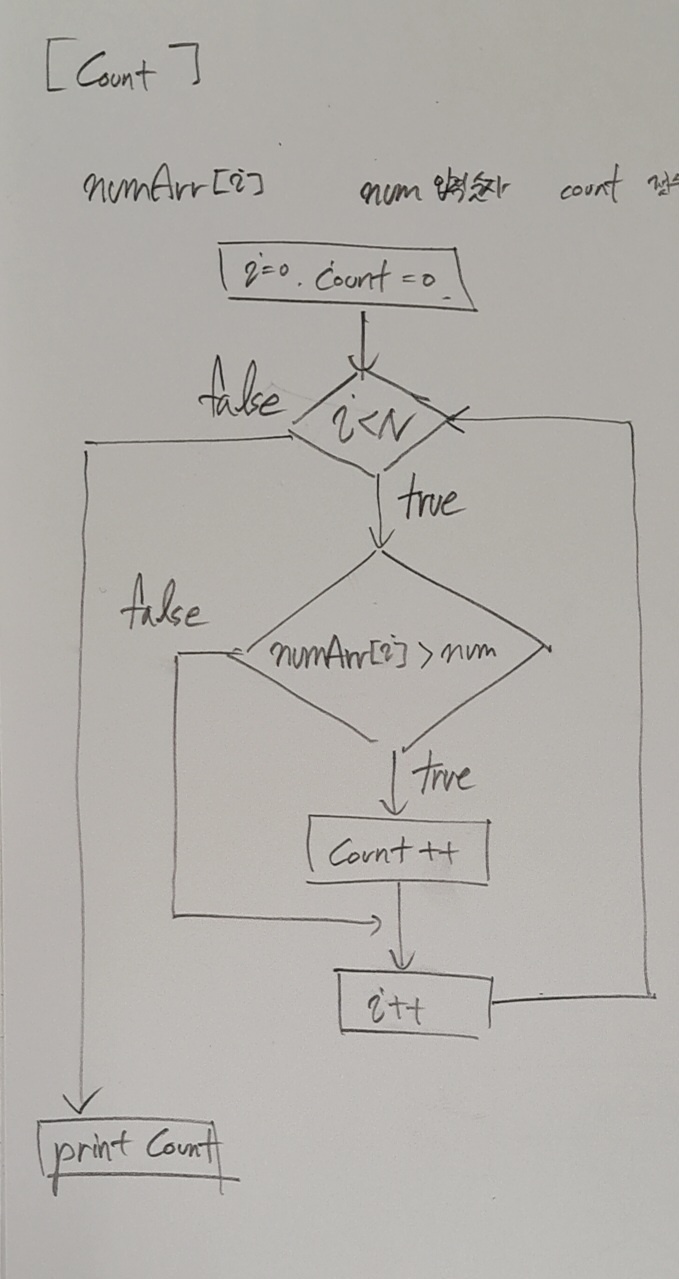 [Count]
numArr[i] num 입력숫자 count
i=0. Count=0.
i<N
false
true
numArr[i] > num
false
true
Count++
i++
print Count